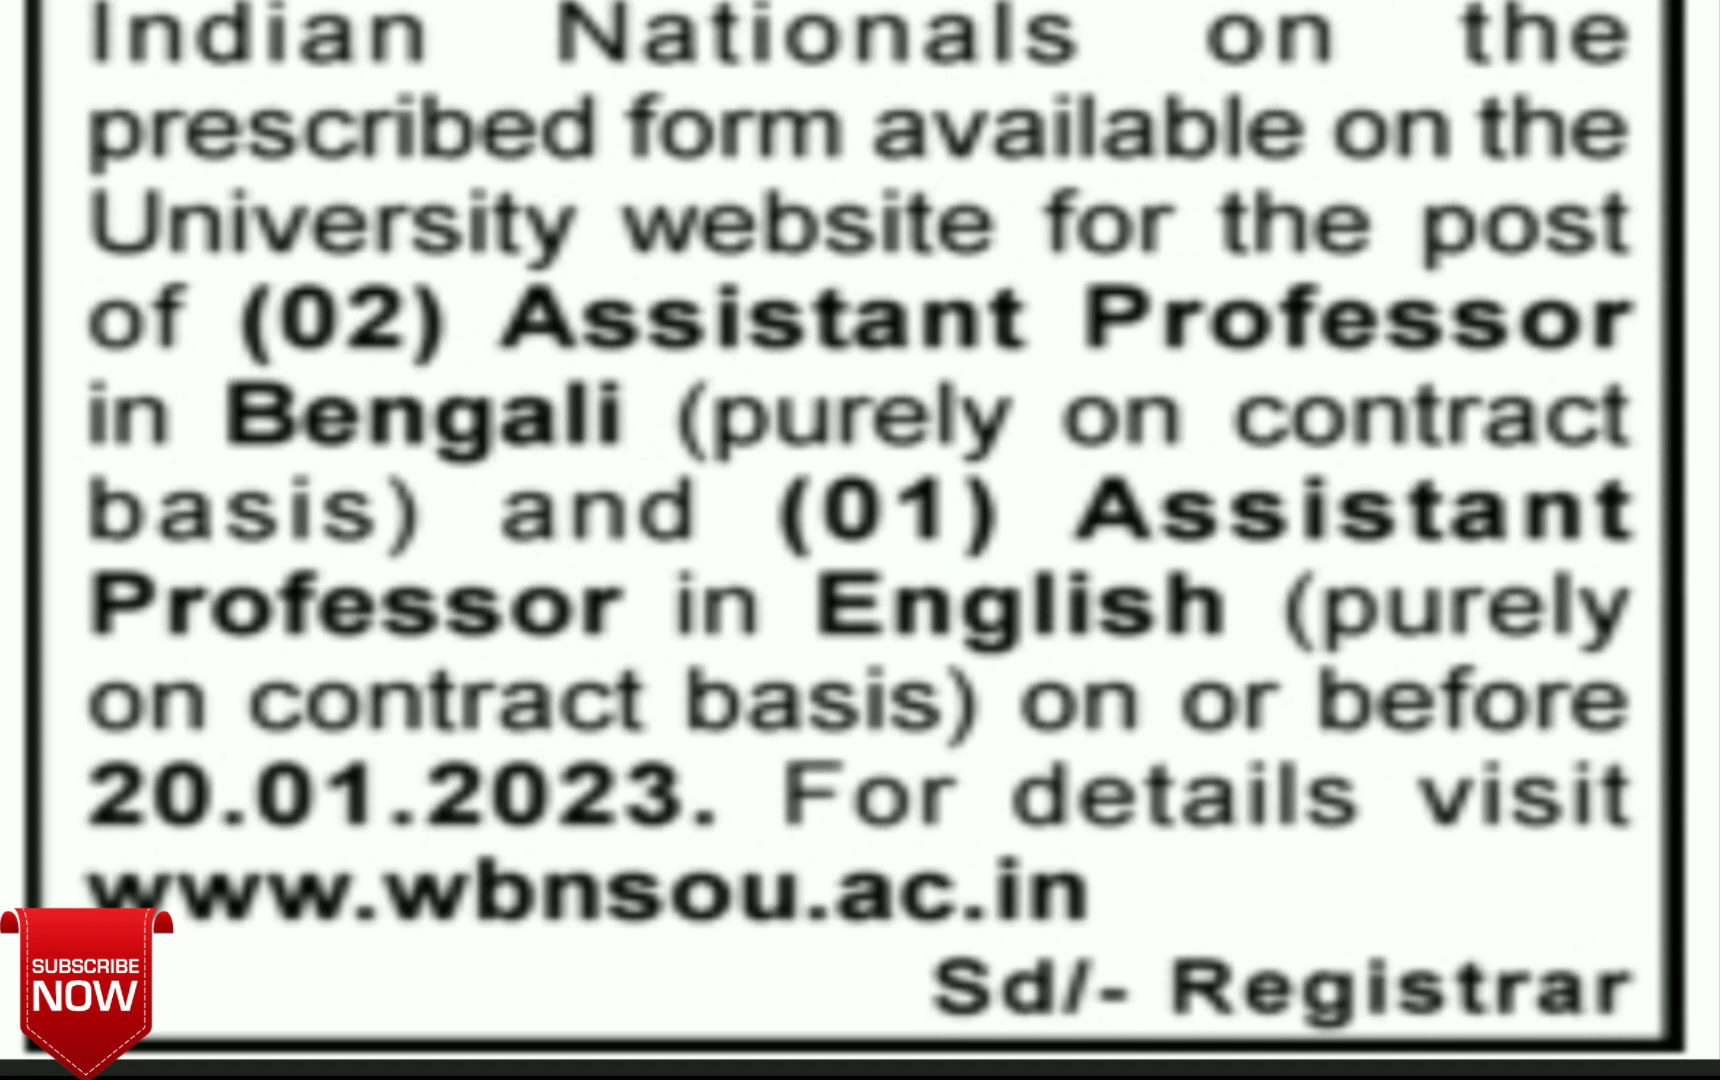 Indian Nationals on the
prescribed form available on the
University website for the post
of (02) Assistant Professor
in Bengali (purely on contract
basis) and (01) Assistant
Professor in English (purely
on contract basis) on or before
20.01.2023. For details visit
www.wbnsou.ac.in
Sd/- Registrar
SUBSCRIBE
NOW